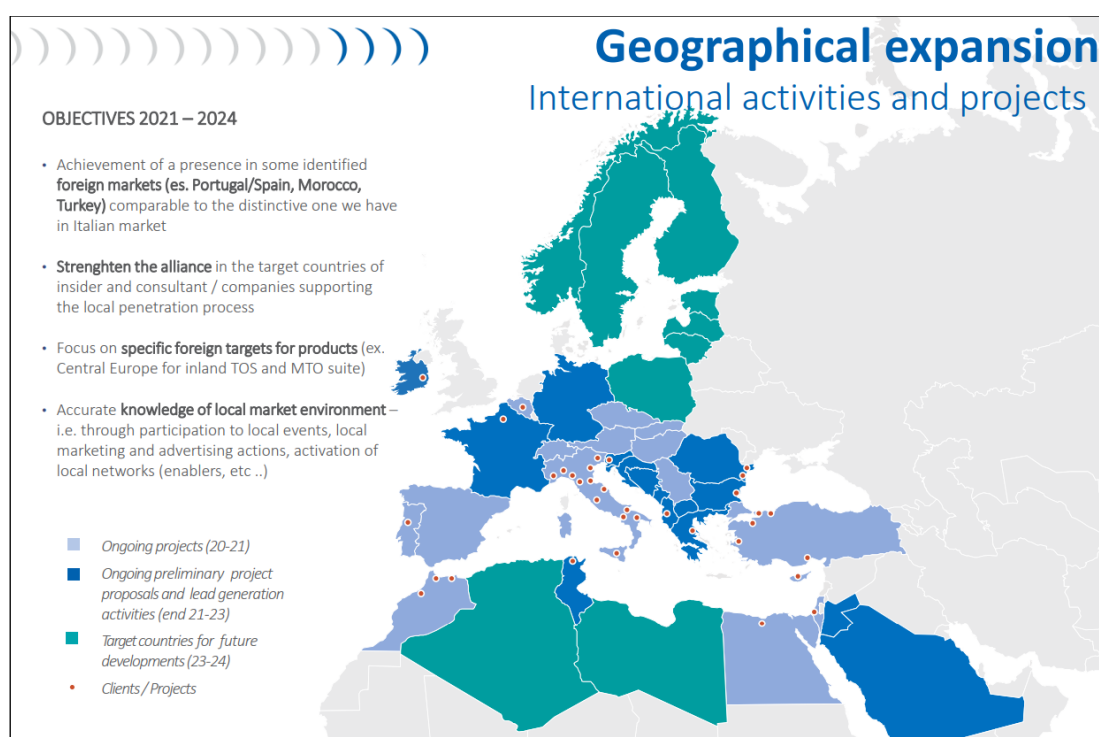 Geographical expansion
International activities and projects
OBJECTIVES 2021 – 2024
• Achievement of a presence in some identified
foreign markets (es. Portugal/Spain, Morocco,
Turkey) comparable to the distinctive one we have
in Italian market
• Strenghten the alliance in the target countries of
insider and consultant / companies supporting
the local penetration process
• Focus on specific foreign targets for products (ex.
Central Europe for inland TOS and MTO suite)
• Accurate knowledge of local market environment –
i.e. through participation to local events, local
marketing and advertising actions, activation of
local networks (enablers, etc ..)
Ongoing projects (20-21)
Ongoing preliminary project
proposals and lead generation
activities (end 21-23)
Target countries for future
developments (23-24)
Clients / Projects